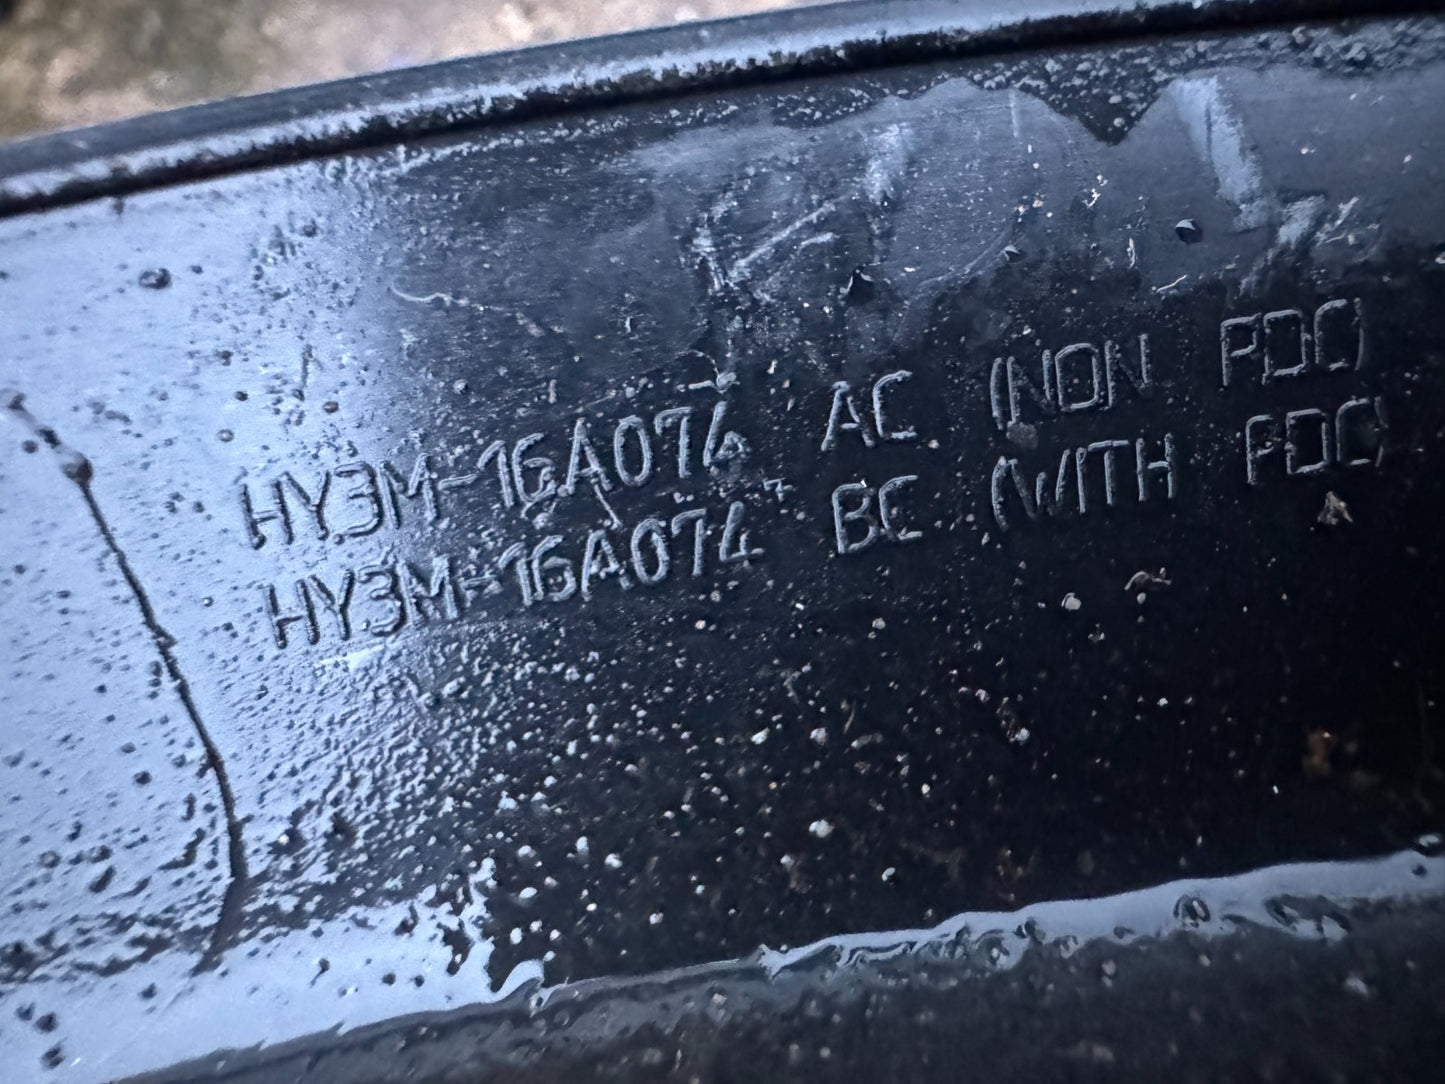 HY3M-16A074 AC (NON PDC)
HY3M-16A074 BC (WITH PDC)